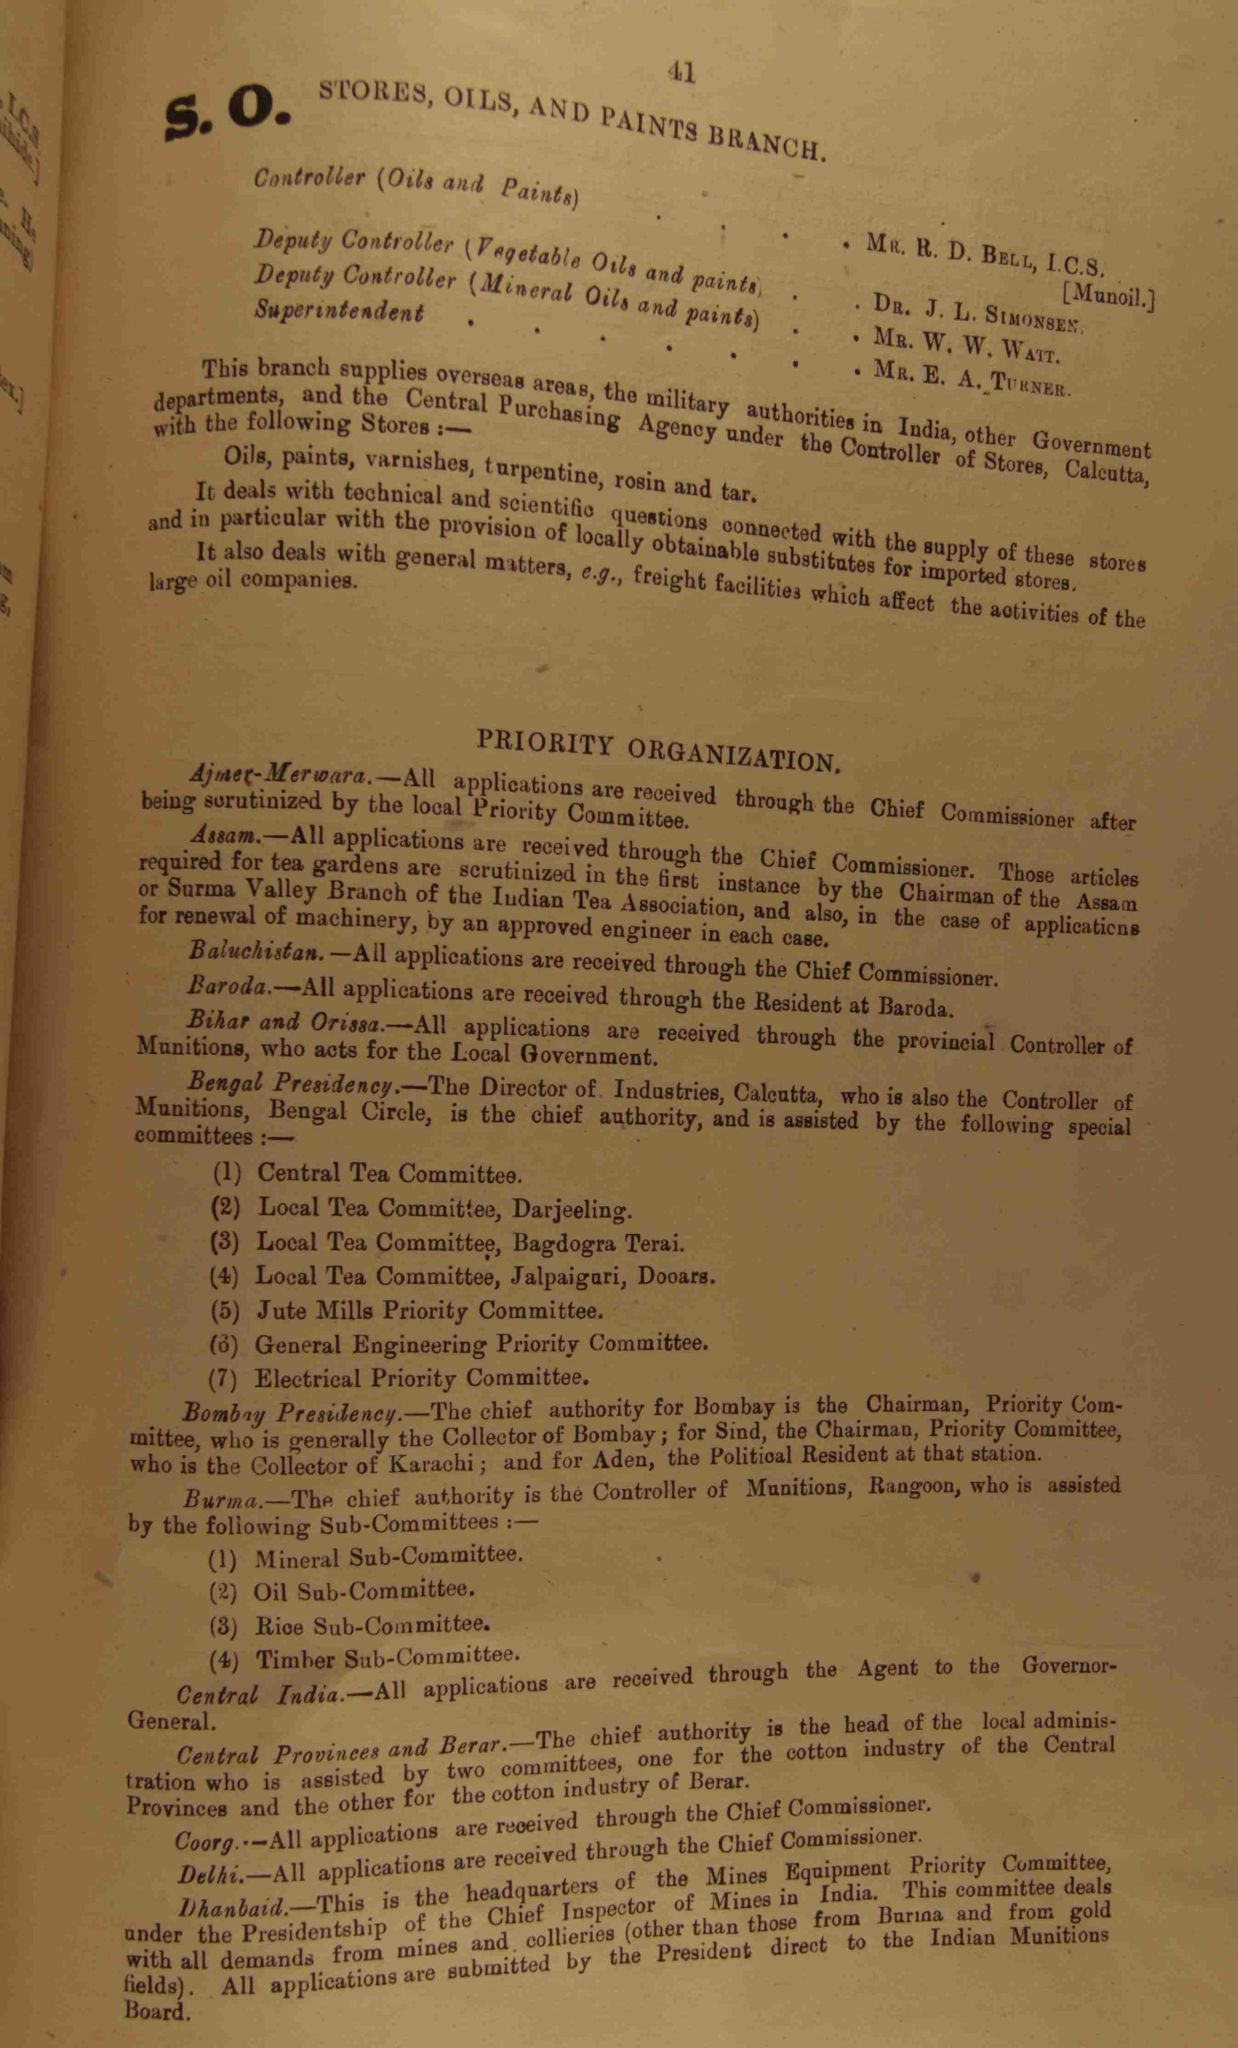 41
S. O. STORES, OILS, AND PAINTS BRANCH.
Controller (Oils and Paints) . . . . MR. R. D. BELL, I.C.S.
[Munoil.]
Deputy Controller (Vegetable Oils and paints) . . DR. J. L. SIMONSEN.
Deputy Controller (Mineral Oils and paints) . . MR. W. W. WATT.
Superintendent . . . . . . . MR. E. A. TURNER.
This branch supplies overseas areas, the military authorities in India, other Government
departments, and the Central Purchasing Agency under the Controller of Stores, Calcutta,
with the following Stores :—
Oils, paints, varnishes, turpentine, rosin and tar.
It deals with technical and scientific questions connected with the supply of these stores
and in particular with the provision of locally obtainable substitutes for imported stores.
It also deals with general matters, e.g., freight facilities which affect the activities of the
large oil companies.
PRIORITY ORGANIZATION.
Ajmer-Merwara.—All applications are received through the Chief Commissioner after
being scrutinized by the local Priority Committee.
Assam.—All applications are received through the Chief Commissioner. Those articles
required for tea gardens are scrutinized in the first instance by the Chairman of the Assam
or Surma Valley Branch of the Indian Tea Association, and also, in the case of applications
for renewal of machinery, by an approved engineer in each case.
Baluchistan.—All applications are received through the Chief Commissioner.
Baroda.—All applications are received through the Resident at Baroda.
Bihar and Orissa.—All applications are received through the provincial Controller of
Munitions, who acts for the Local Government.
Bengal Presidency.—The Director of Industries, Calcutta, who is also the Controller of
Munitions, Bengal Circle, is the chief authority, and is assisted by the following special
committees :—
(1) Central Tea Committee.
(2) Local Tea Committee, Darjeeling.
(3) Local Tea Committee, Bagdogra Terai.
(4) Local Tea Committee, Jalpaiguri, Dooars.
(5) Jute Mills Priority Committee.
(6) General Engineering Priority Committee.
(7) Electrical Priority Committee.
Bombay Presidency.—The chief authority for Bombay is the Chairman, Priority Com-
mittee, who is generally the Collector of Bombay ; for Sind, the Chairman, Priority Committee,
who is the Collector of Karachi ; and for Aden, the Political Resident at that station.
Burma.—The chief authority is the Controller of Munitions, Rangoon, who is assisted
by the following Sub-Committees :—
(1) Mineral Sub-Committee.
(2) Oil Sub-Committee.
(3) Rice Sub-Committee.
(4) Timber Sub-Committee.
Central India.—All applications are received through the Agent to the Governor-
General.
Central Provinces and Berar.—The chief authority is the head of the local adminis-
tration who is assisted by two committees, one for the cotton industry of the Central
Provinces and the other for the cotton industry of Berar.
Coorg.—All applications are received through the Chief Commissioner.
Delhi.—All applications are received through the Chief Commissioner.
Dhanbaid.—This is the headquarters of the Mines Equipment Priority Committee,
under the Presidentship of the Chief Inspector of Mines in India. This committee deals
with all demands from mines and collieries (other than those from Burma and from gold
fields). All applications are submitted by the President direct to the Indian Munitions
Board.